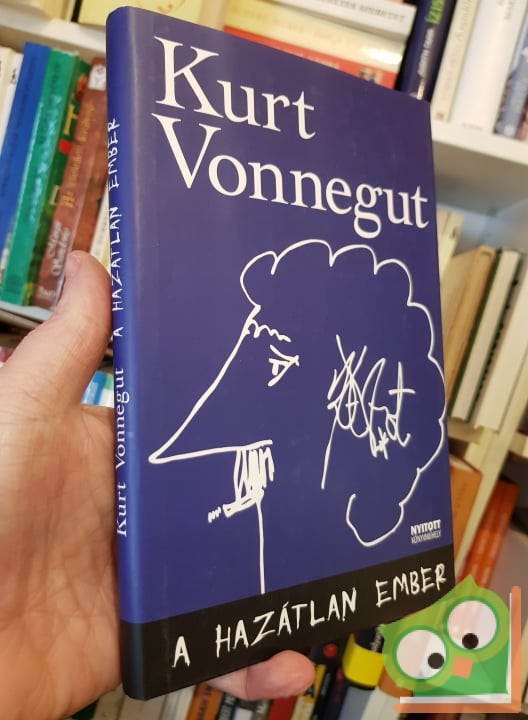 Kurt
Vonnegut
NYITOTT
KÖNYVMŰHELY
A HAZÁTLAN EMBER
Kurt Vonnegut A HAZÁTLAN EMBER